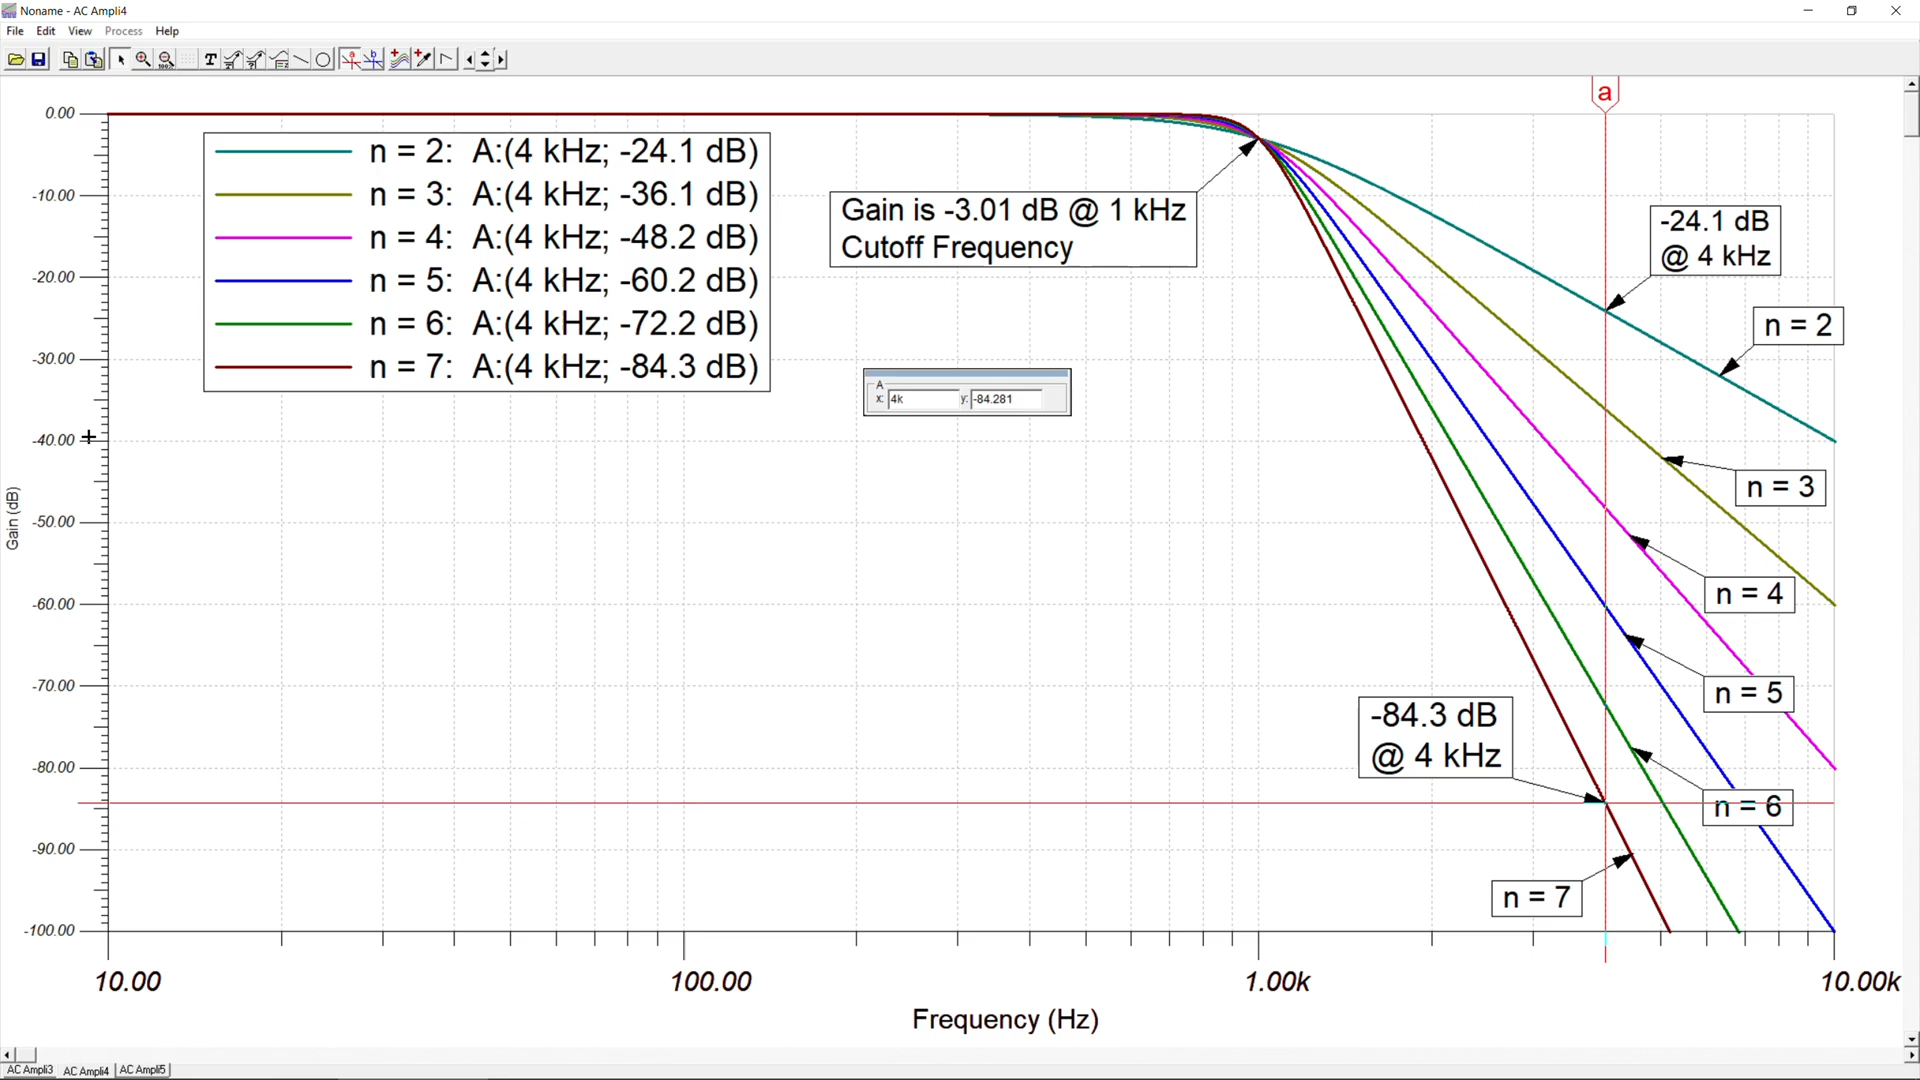 Noname - AC Ampli4
File Edit View Process Help
a
0.00
-10.00
-20.00
-30.00
-40.00
-50.00
-60.00
-70.00
-80.00
-90.00
-100.00
Gain (dB)
n = 2: A:(4 kHz; -24.1 dB)
n = 3: A:(4 kHz; -36.1 dB)
n = 4: A:(4 kHz; -48.2 dB)
n = 5: A:(4 kHz; -60.2 dB)
n = 6: A:(4 kHz; -72.2 dB)
n = 7: A:(4 kHz; -84.3 dB)
Gain is -3.01 dB @ 1 kHz
Cutoff Frequency
A
x: 4k y: -84.281
-24.1 dB
@ 4 kHz
n = 2
n = 3
n = 4
n = 5
-84.3 dB
@ 4 kHz
n = 6
n = 7
10.00 100.00 1.00k 10.00k
Frequency (Hz)
AC Ampli3 AC Ampli4 AC Ampli5